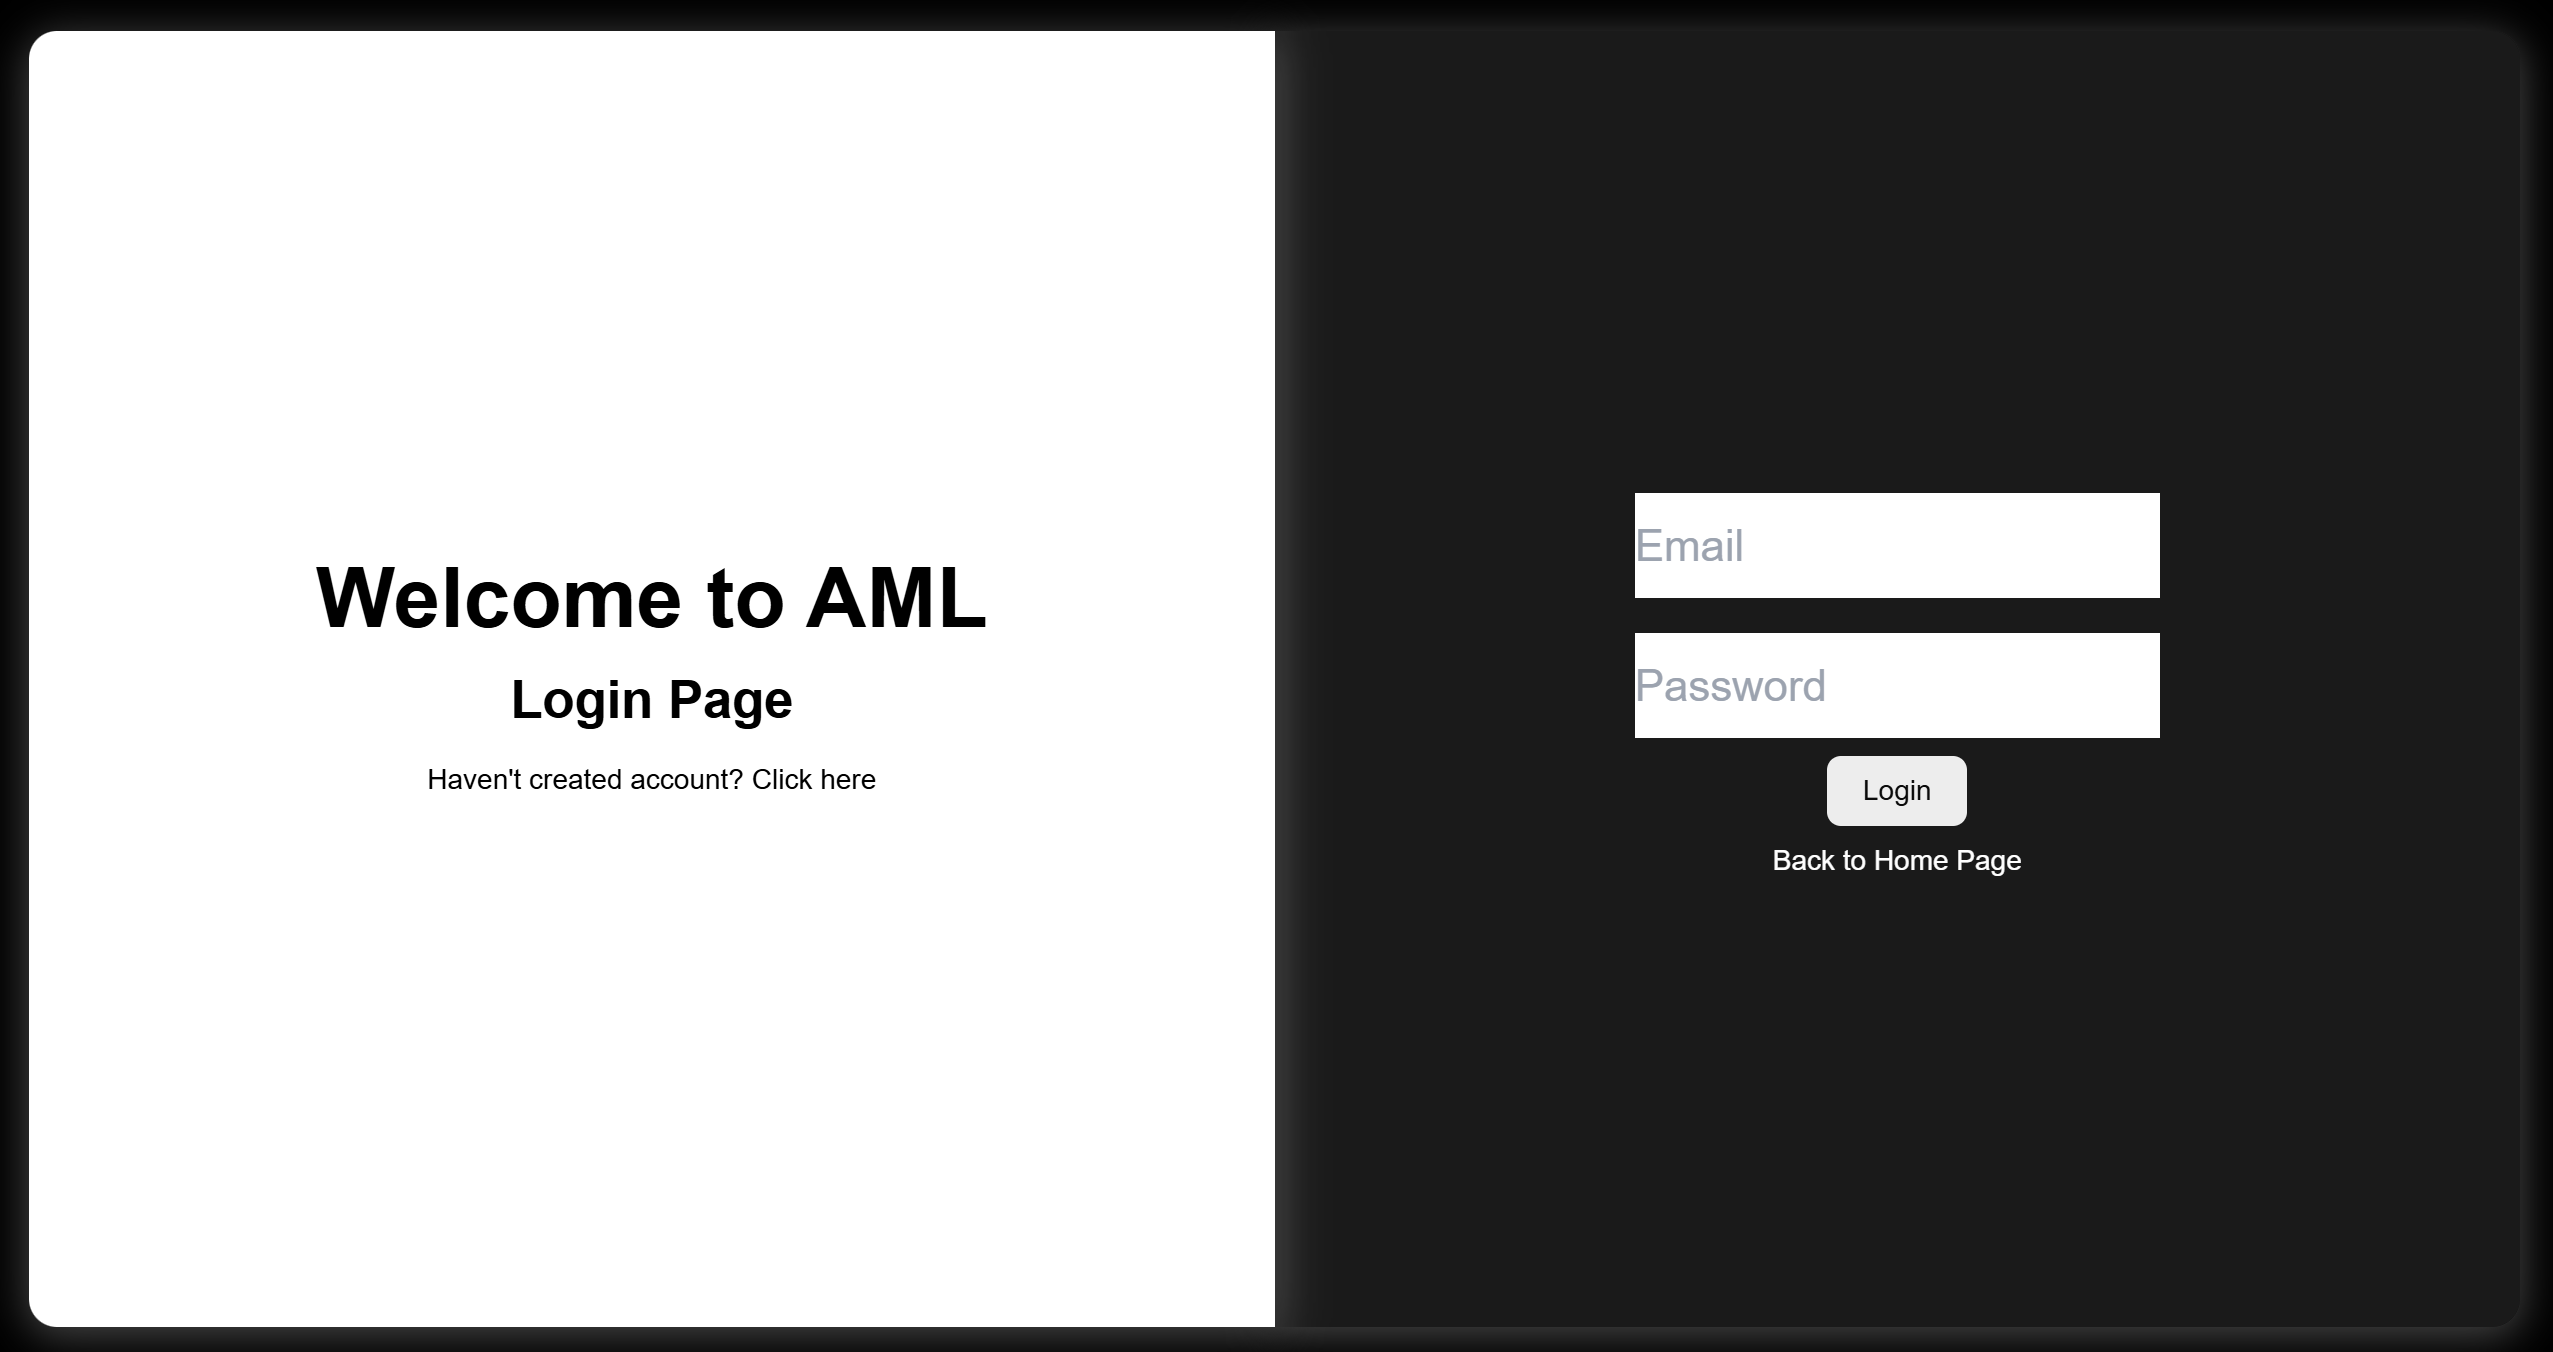 Welcome to AML
Login Page
Haven't created account? Click here
Email
Password
Login
Back to Home Page